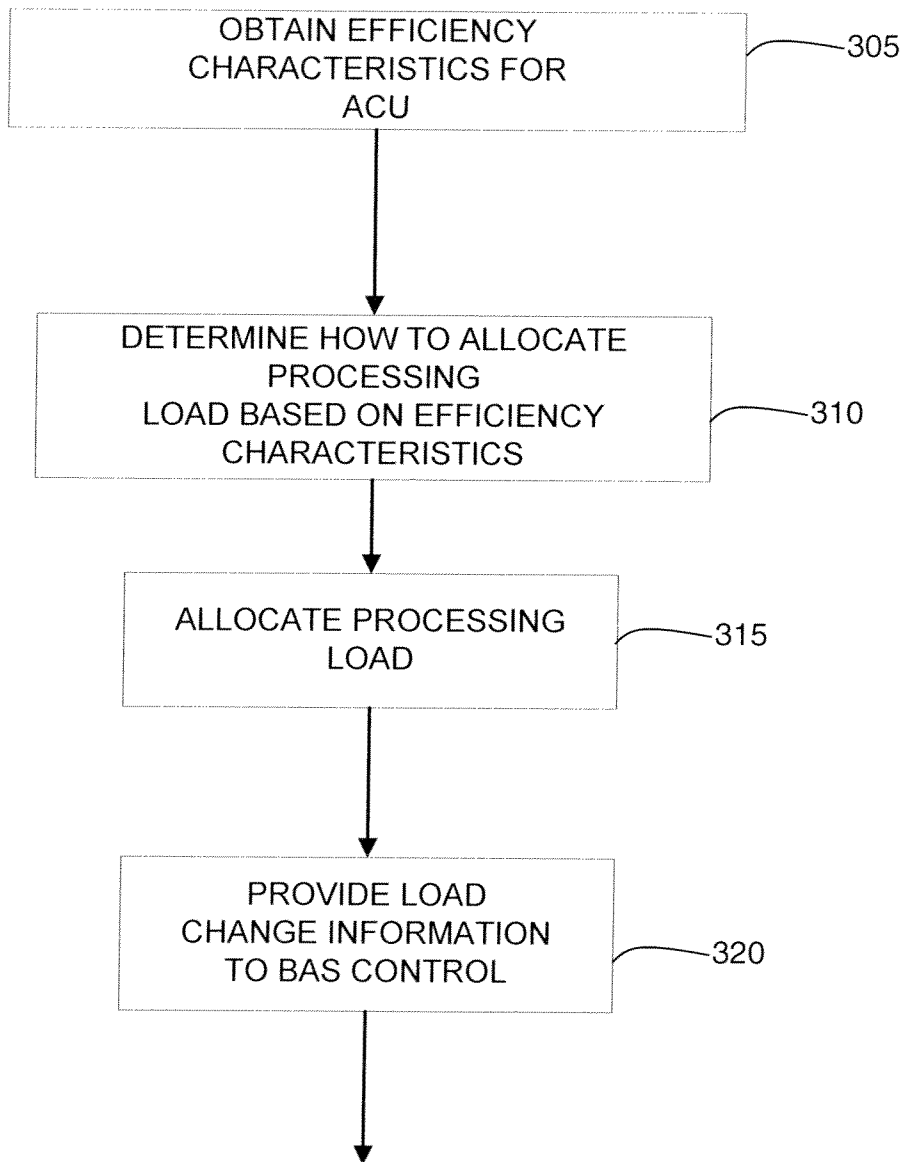 OBTAIN EFFICIENCY
CHARACTERISTICS FOR
ACU
305
DETERMINE HOW TO ALLOCATE
PROCESSING
LOAD BASED ON EFFICIENCY
CHARACTERISTICS
310
ALLOCATE PROCESSING
LOAD
315
PROVIDE LOAD
CHANGE INFORMATION
TO BAS CONTROL
320